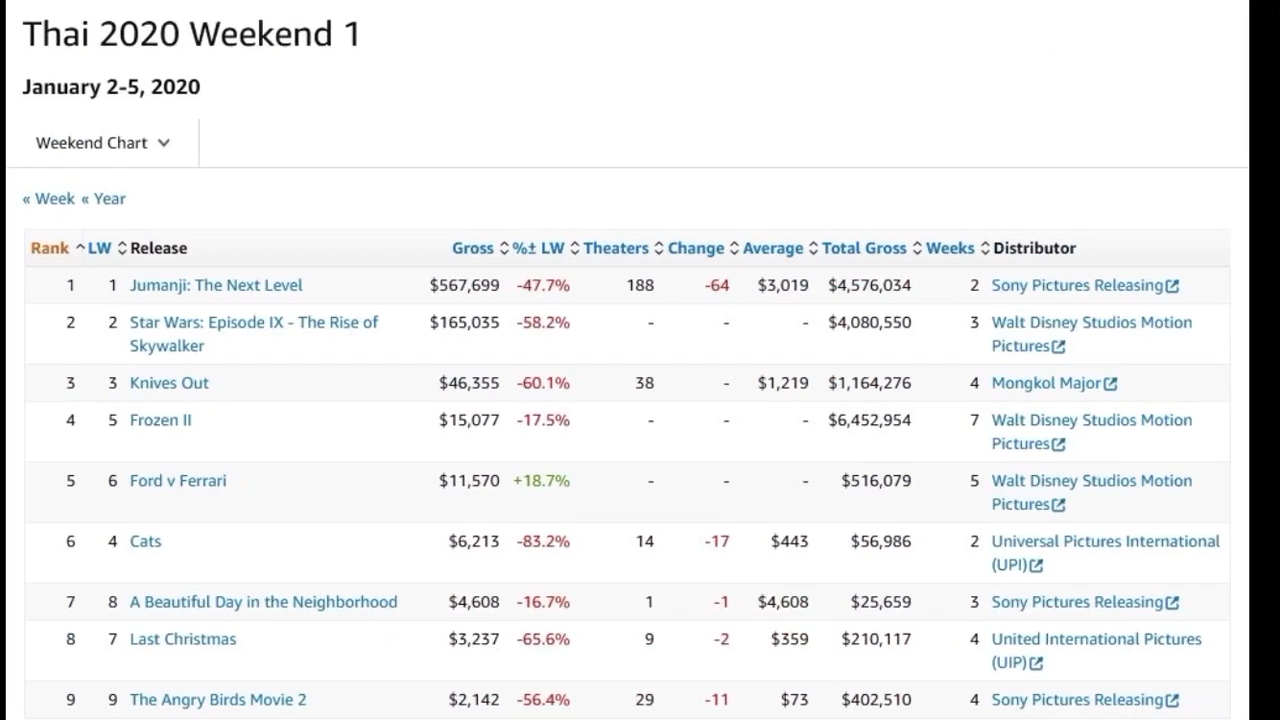 Thai 2020 Weekend 1
January 2-5, 2020
Weekend Chart
« Week « Year
Rank LW Release Gross %± LW Theaters Change Average Total Gross Weeks Distributor
1 1 Jumanji: The Next Level $567,699 -47.7% 188 -64 $3,019 $4,576,034 2 Sony Pictures Releasing
2 2 Star Wars: Episode IX - The Rise of $165,035 -58.2% - - - $4,080,550 3 Walt Disney Studios Motion
Skywalker Pictures
3 3 Knives Out $46,355 -60.1% 38 - $1,219 $1,164,276 4 Mongkol Major
4 5 Frozen II $15,077 -17.5% - - - $6,452,954 7 Walt Disney Studios Motion
Pictures
5 6 Ford v Ferrari $11,570 +18.7% - - - $516,079 5 Walt Disney Studios Motion
Pictures
6 4 Cats $6,213 -83.2% 14 -17 $443 $56,986 2 Universal Pictures International
(UPI)
7 8 A Beautiful Day in the Neighborhood $4,608 -16.7% 1 -1 $4,608 $25,659 3 Sony Pictures Releasing
8 7 Last Christmas $3,237 -65.6% 9 -2 $359 $210,117 4 United International Pictures
(UIP)
9 9 The Angry Birds Movie 2 $2,142 -56.4% 29 -11 $73 $402,510 4 Sony Pictures Releasing